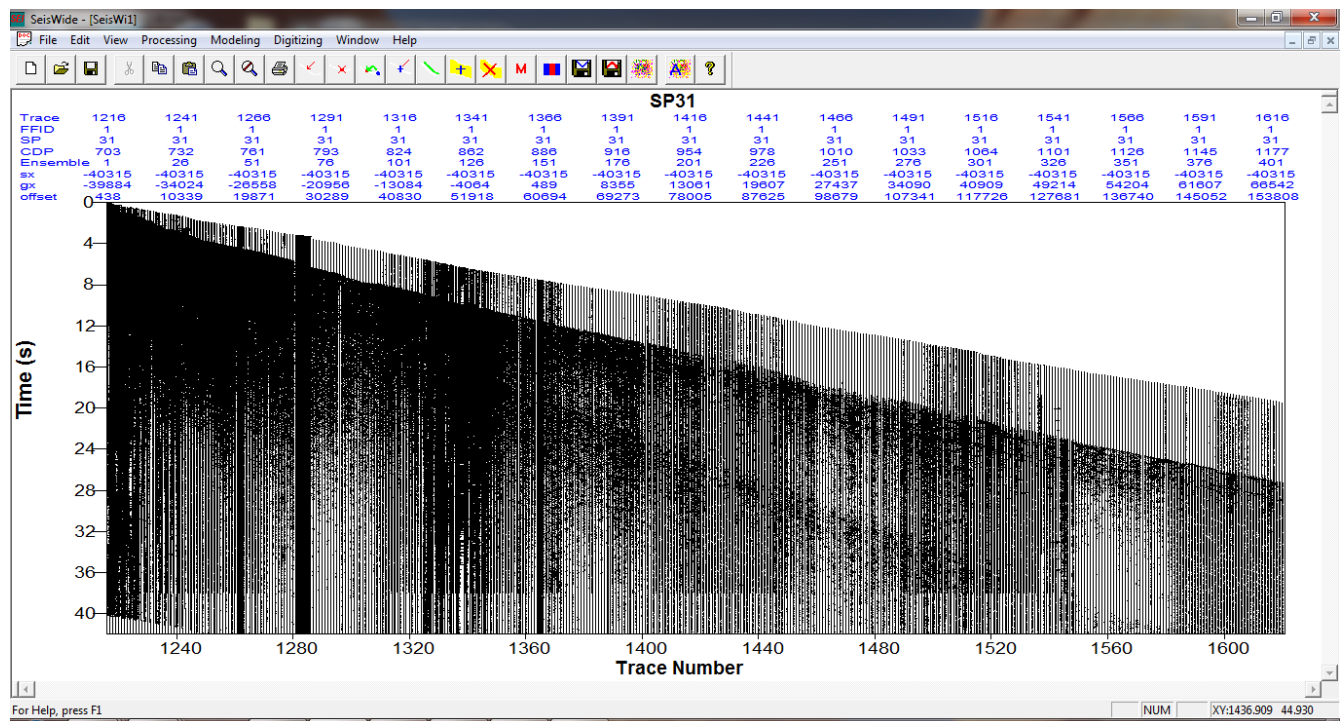 SeisWide - [SeisWi1]
File Edit View Processing Modeling Digitizing Window Help
M A ?
SP31
Trace 1216 1241 1266 1291 1316 1341 1366 1391 1416 1441 1466 1491 1516 1541 1566 1591 1616
FFID 1 1 1 1 1 1 1 1 1 1 1 1 1 1 1 1 1
SP 31 31 31 31 31 31 31 31 31 31 31 31 31 31 31 31 31
CDP 703 732 761 793 824 862 886 916 954 978 1010 1033 1064 1101 1126 1145 1177
Ensemble 1 26 51 76 101 126 151 176 201 226 251 276 301 326 351 376 401
sx -40315 -40315 -40315 -40315 -40315 -40315 -40315 -40315 -40315 -40315 -40315 -40315 -40315 -40315 -40315 -40315 -40315
gx -39884 -34024 -26558 -20956 -13084 -4064 489 8355 13061 19607 27437 34090 40909 49214 54204 61607 66542
offset 438 10339 19871 30289 40830 51918 60694 69273 78005 87625 98679 107341 117726 127681 136740 145052 153808
0
4
8
12
16
20
24
28
32
36
40
Time (s)
1240 1280 1320 1360 1400 1440 1480 1520 1560 1600
Trace Number
For Help, press F1
NUM
XY:1436.909 44.930